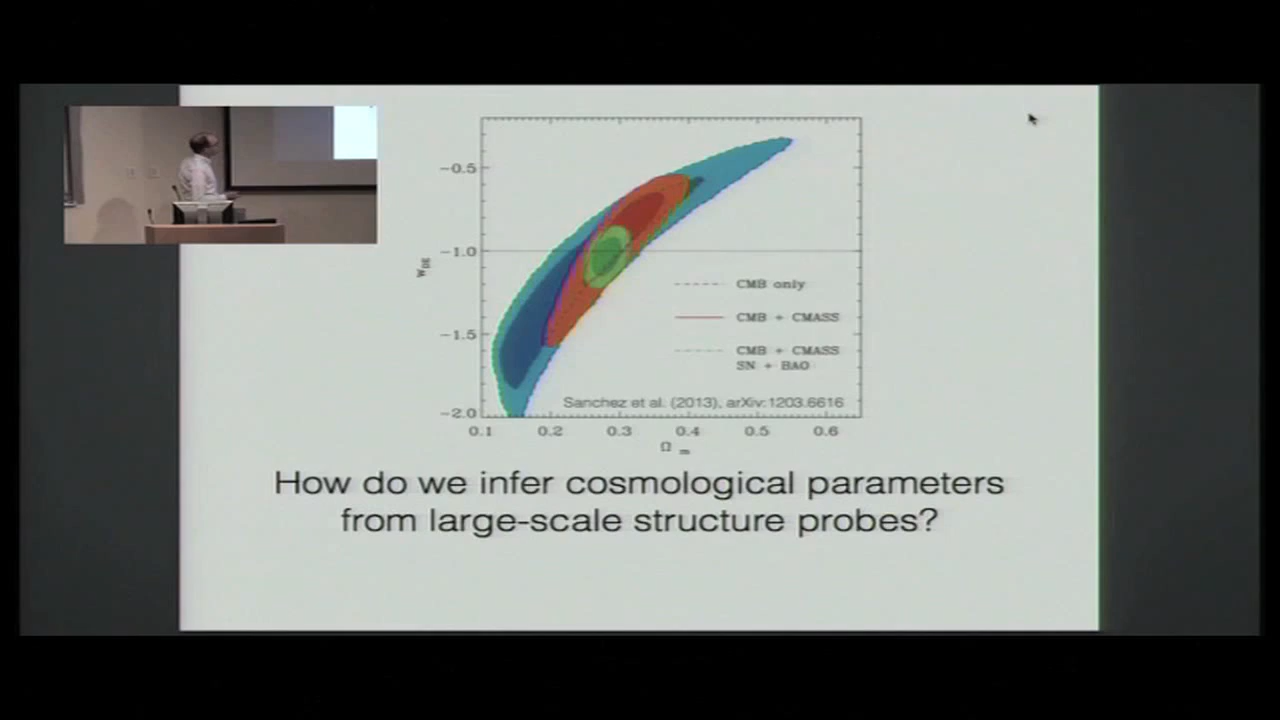 −0.5
−1.0
−1.5
−2.0
w DE
CMB only
CMB + CMASS
CMB + CMASS
SN + BAO
Sanchez et al. (2013), arXiv:1203.6616
0.1 0.2 0.3 0.4 0.5 0.6
Ω m
How do we infer cosmological parameters
from large-scale structure probes?